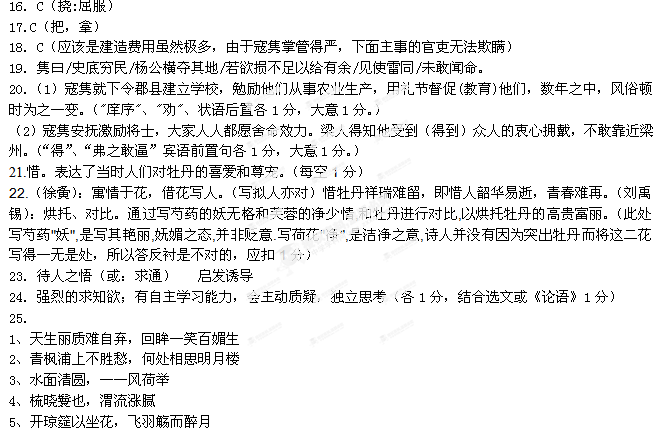 16. C（挠:屈服）
17.C（把，拿）
18. C（应该是建造费用虽然极多，由于寇隽掌管得严，下面主事的官吏无法欺瞒）
19. 隽曰/史底穷民/杨公横夺其地/若欲损不足以给有余/见使雷同/未敢闻命。
20.（1）寇隽就下令郡县建立学校，勉励他们从事农业生产，用礼节督促(教育)他们，数年之中，风俗顿
时为之一变。（"庠序"、"劝"、状语后置各 1 分，大意 1 分。）
（2）寇隽安抚激励将士，大家人人都愿舍命效力。梁人得知他受到（得到）众人的衷心拥戴，不敢靠近梁
州。（“得”、“弗之敢逼”宾语前置句各 1 分，大意 1 分。）
21.惜。表达了当时人们对牡丹的喜爱和尊宠。（每空 1 分）
22.（徐夤）：寓情于花，借花写人。（写拟人亦对）惜牡丹祥瑞难留，即惜人韶华易逝，青春难再。（刘禹
锡）：烘托、对比。通过写芍药的妖无格和芙蓉的净少情,和牡丹进行对比,以烘托牡丹的高贵富丽。（此处
写芍药"妖",是写其艳丽,妩媚之态,并非贬意.写荷花"净",是洁净之意,诗人并没有因为突出牡丹而将这二花
写得一无是处，所以答反衬是不对的，应扣 1 分）
23. 待人之悟（或：求通） 启发诱导
24. 强烈的求知欲；有自主学习能力，会主动质疑，独立思考（各 1 分，结合选文或《论语》1 分）
25.
1、天生丽质难自弃，回眸一笑百媚生
2、青枫浦上不胜愁，何处相思明月楼
3、水面清圆，一一风荷举
4、梳晓鬟也，渭流涨腻
5、开琼筵以坐花，飞羽觞而醉月